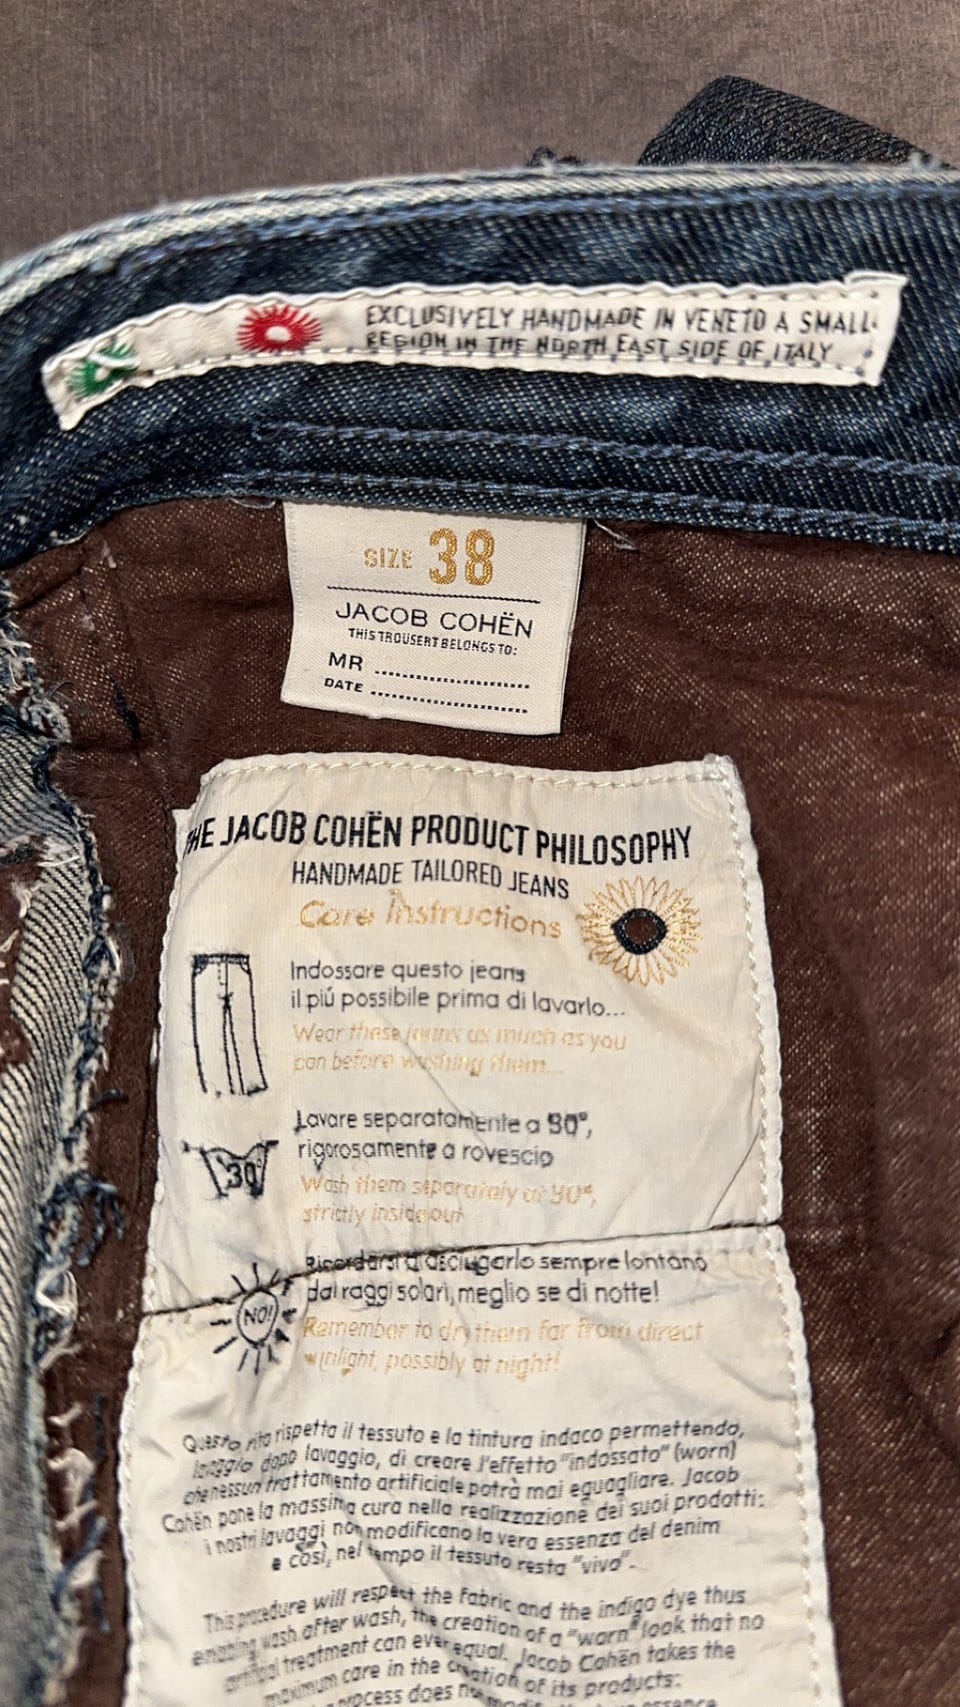 EXCLUSIVELY HANDMADE IN VENETO A SMALL
REGION IN THE NORTH EAST SIDE OF ITALY
SIZE 38
JACOB COHËN
THIS TROUSERT BELONGS TO:
MR ........................
DATE ........................
THE JACOB COHËN PRODUCT PHILOSOPHY
HANDMADE TAILORED JEANS
Care Instructions
Indossare questo jeans
il piú possibile prima di lavarlo...
Wear these jeans as much as you
can before washing them...
Lavare separatamente a 30°,
rigorosamente a rovescio
30°
Wash them separataly at 30°,
strictly inside out
Ricordarsi di asciugarlo sempre lontano
dai raggi solari, meglio se di notte!
NO!
Remember to dry them far from direct
sunlight, possibly at night!
Questo rito rispetta il tessuto e la tintura indaco permettendo,
lavaggio dopo lavaggio, di creare l'effetto "indossato" (worn)
che nessun trattamento artificiale potrà mai eguagliare. Jacob
Cohën pone la massima cura nella realizzazione dei suoi prodotti:
i nostri lavaggi non modificano la vera essenza del denim
e così, nel tempo il tessuto resta "vivo".
This procedure will respect the fabric and the indigo dye thus
enabling wash after wash, the creation of a "worn" look that no
artificial treatment can ever equal. Jacob Cohën takes the
maximum care in the creation of its products:
process does not essence